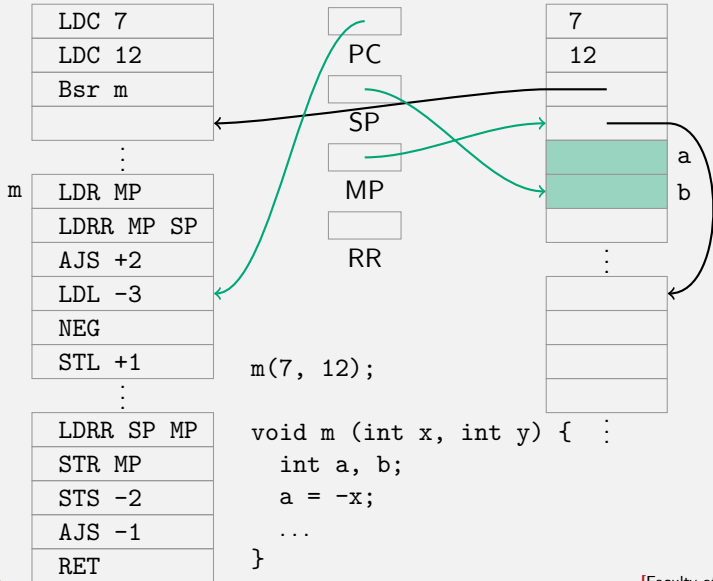 LDC 7
LDC 12
Bsr m
⋮
m LDR MP
LDRR MP SP
AJS +2
LDL -3
NEG
STL +1
⋮
LDRR SP MP
STR MP
STS -2
AJS -1
RET
PC
SP
MP
RR
m(7, 12);
void m (int x, int y) {
int a, b;
a = -x;
...
}
7
12
a
b
⋮
⋮
[Faculty